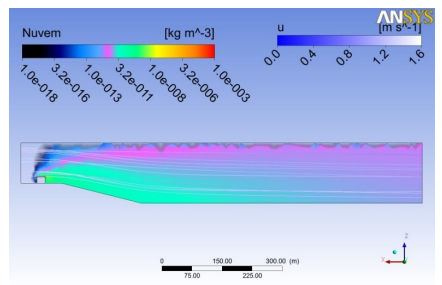 ANSYS
Nuvem [kg m^-3]
1.0e-018 3.2e-016 1.0e-013 3.2e-011 1.0e-008 3.2e-006 1.0e-003
u [m s^-1]
0.0 0.4 0.8 1.2 1.6
Z
X
0 150.00 300.00 (m)
75.00 225.00